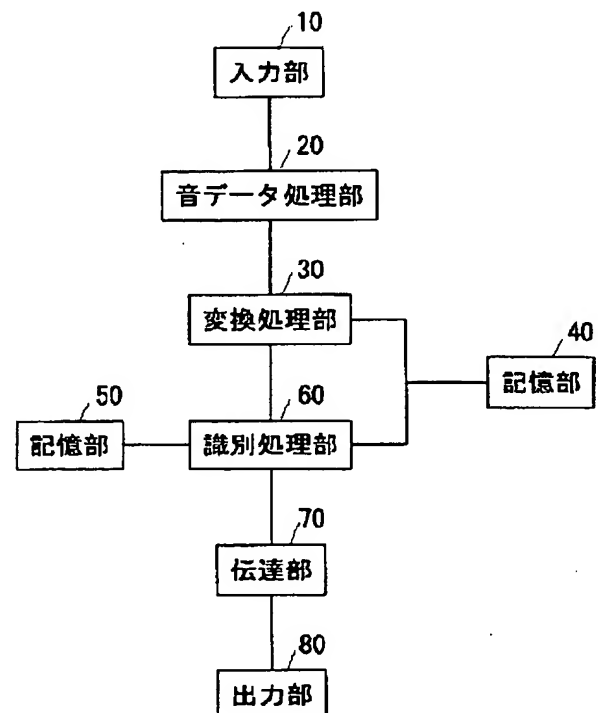 10
入力部
20
音データ処理部
30
変換処理部
40
記憶部
50
記憶部
60
識別処理部
70
伝達部
80
出力部